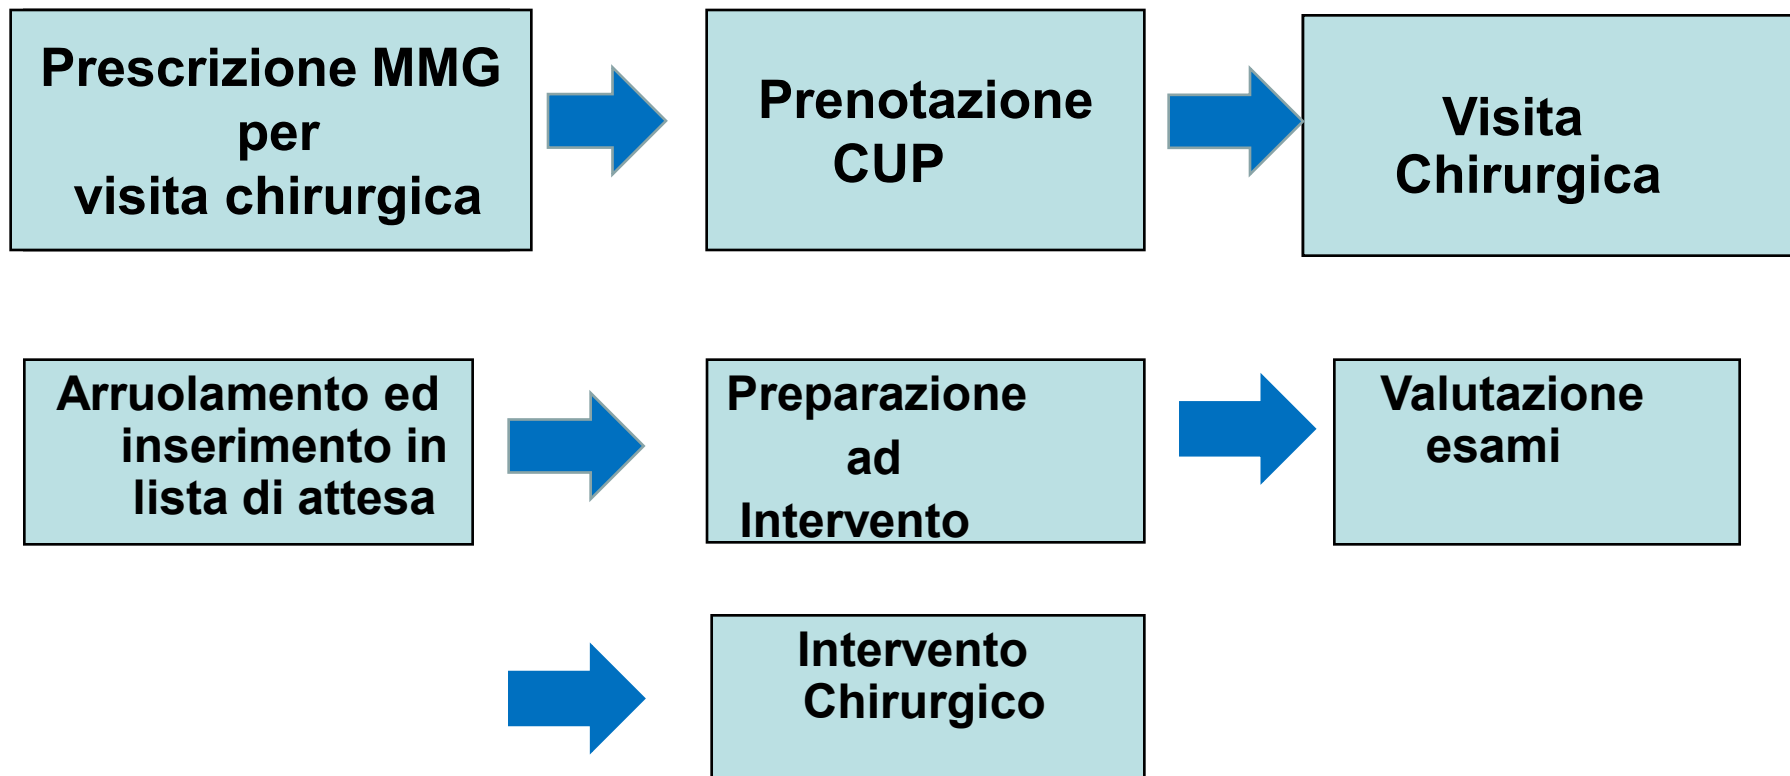 Prescrizione MMG
per
visita chirurgica
Prenotazione
CUP
Visita
Chirurgica
Arruolamento ed
inserimento in
lista di attesa
Preparazione
ad
Intervento
Valutazione
esami
Intervento
Chirurgico